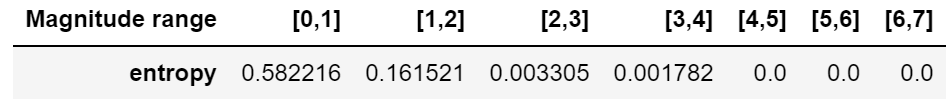 Magnitude range [0,1] [1,2] [2,3] [3,4] [4,5] [5,6] [6,7]
entropy 0.582216 0.161521 0.003305 0.001782 0.0 0.0 0.0